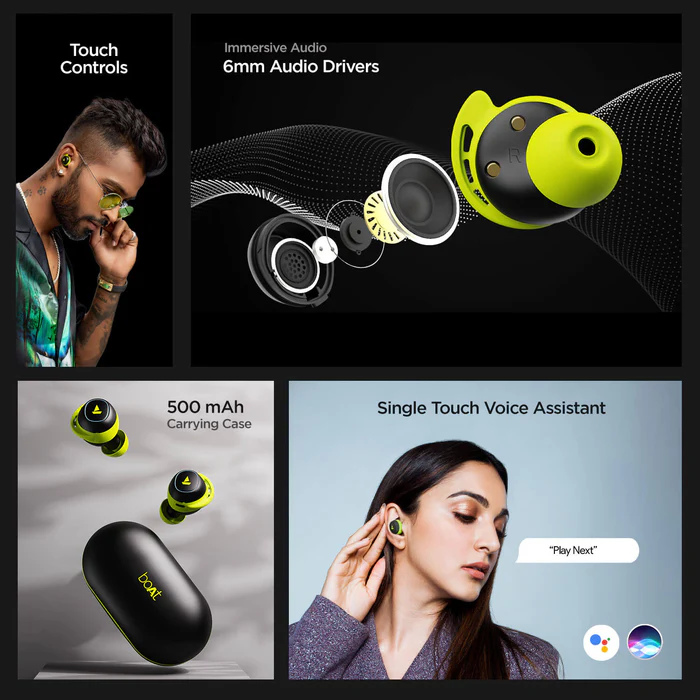 Touch
Controls
Immersive Audio
6mm Audio Drivers
R
500 mAh
Carrying Case
boAt
Single Touch Voice Assistant
“Play Next”